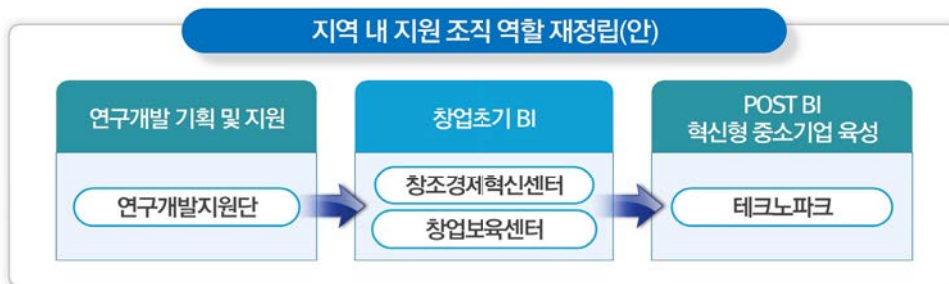 지역 내 지원 조직 역할 재정립(안)
연구개발 기획 및 지원
연구개발지원단
창업초기 BI
창조경제혁신센터
창업보육센터
POST BI
혁신형 중소기업 육성
테크노파크